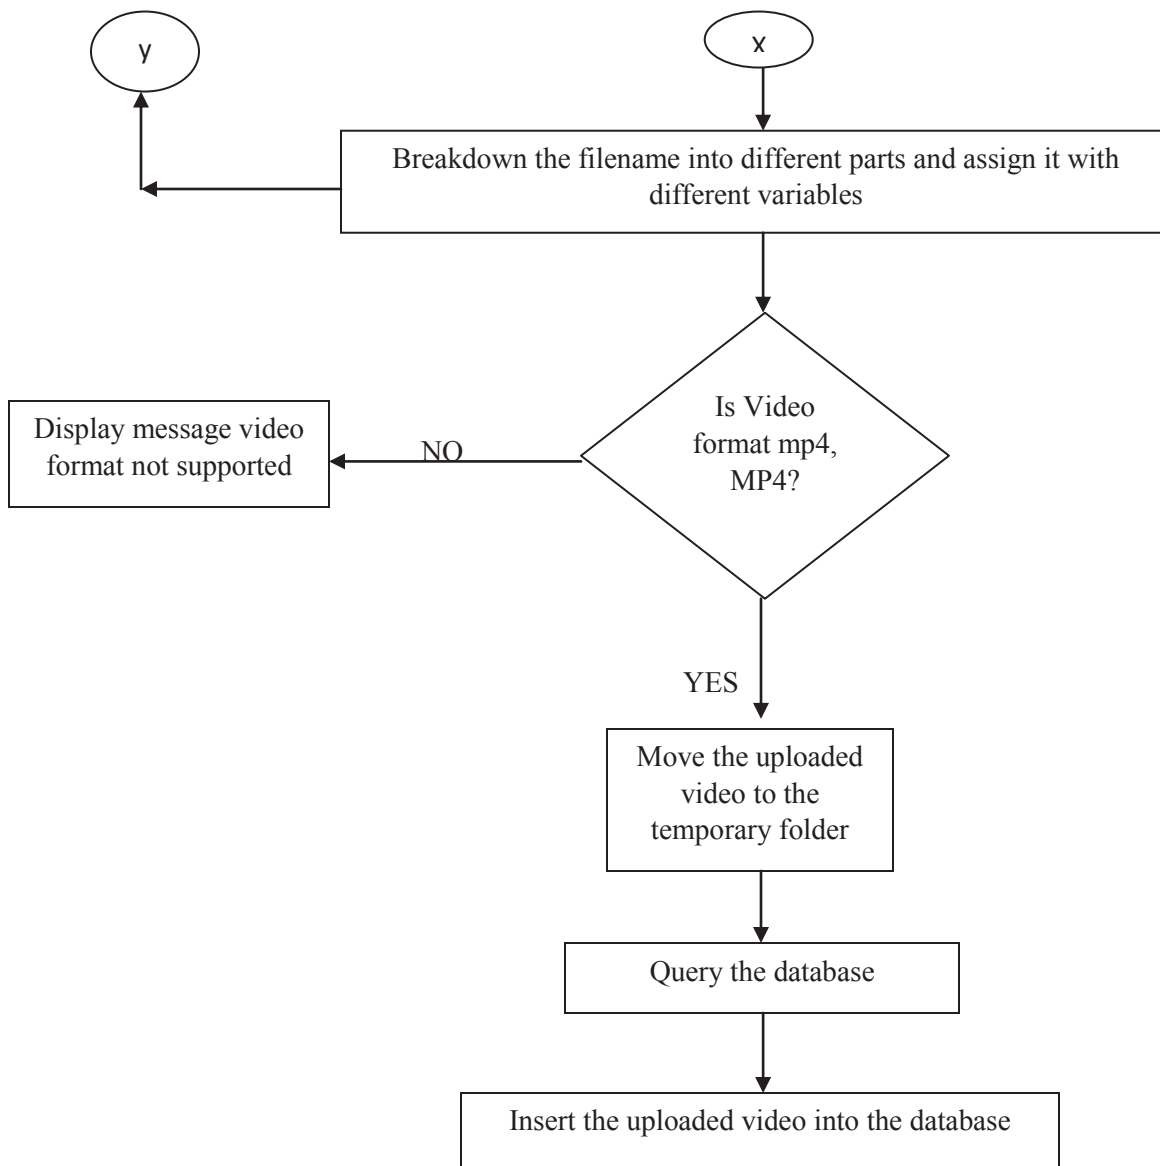 y
x
Breakdown the filename into different parts and assign it with
different variables
Is Video
format mp4,
MP4?
Display message video
format not supported
NO
YES
Move the uploaded
video to the
temporary folder
Query the database
Insert the uploaded video into the database